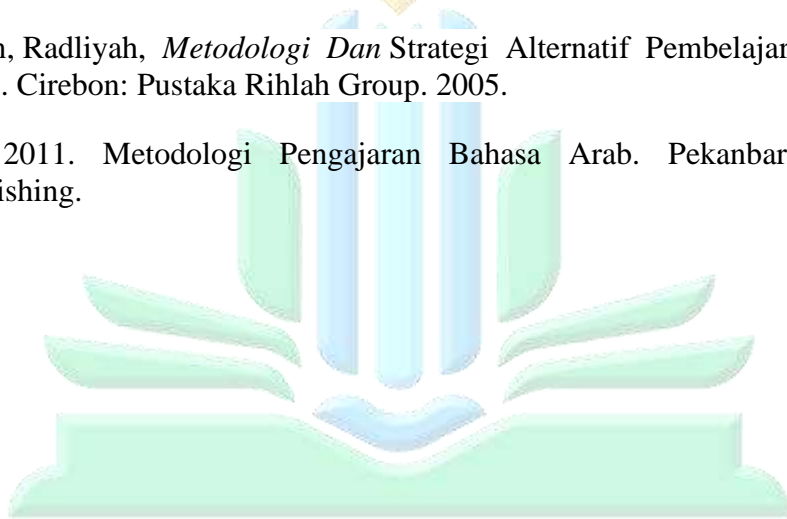 n, Radliyah, Metodologi Dan Strategi Alternatif Pembelajar
. Cirebon: Pustaka Rihlah Group. 2005.
2011. Metodologi Pengajaran Bahasa Arab. Pekanbar
ishing.